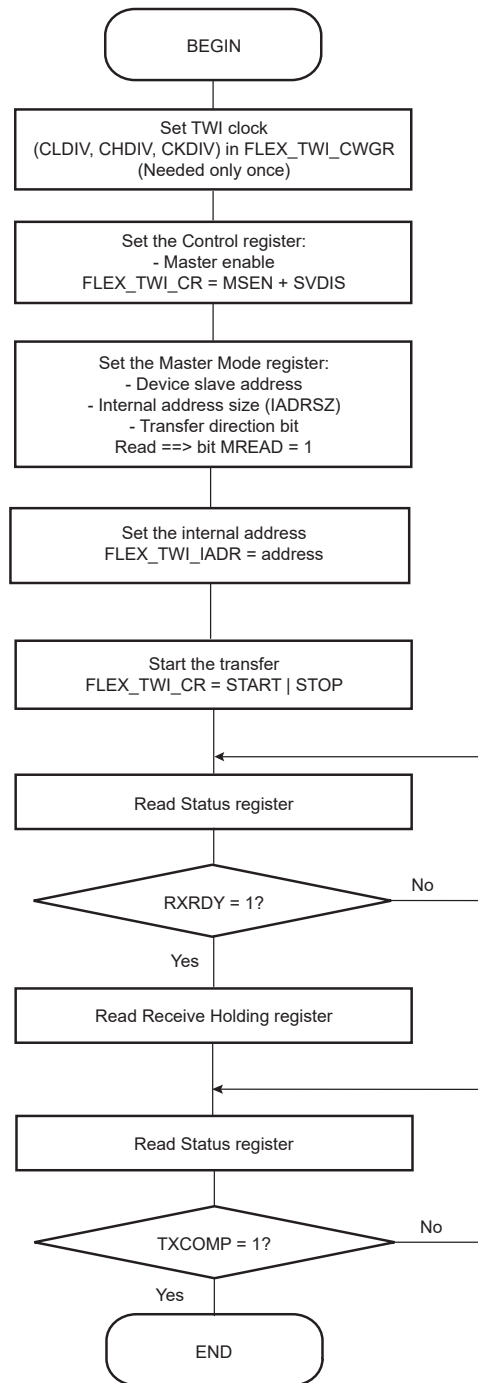 BEGIN
Set TWI clock
(CLDIV, CHDIV, CKDIV) in FLEX_TWI_CWGR
(Needed only once)
Set the Control register:
- Master enable
FLEX_TWI_CR = MSEN + SVDIS
Set the Master Mode register:
- Device slave address
- Internal address size (IADRSZ)
- Transfer direction bit
Read ==> bit MREAD = 1
Set the internal address
FLEX_TWI_IADR = address
Start the transfer
FLEX_TWI_CR = START | STOP
Read Status register
RXRDY = 1?
No
Yes
Read Receive Holding register
Read Status register
TXCOMP = 1?
No
Yes
END